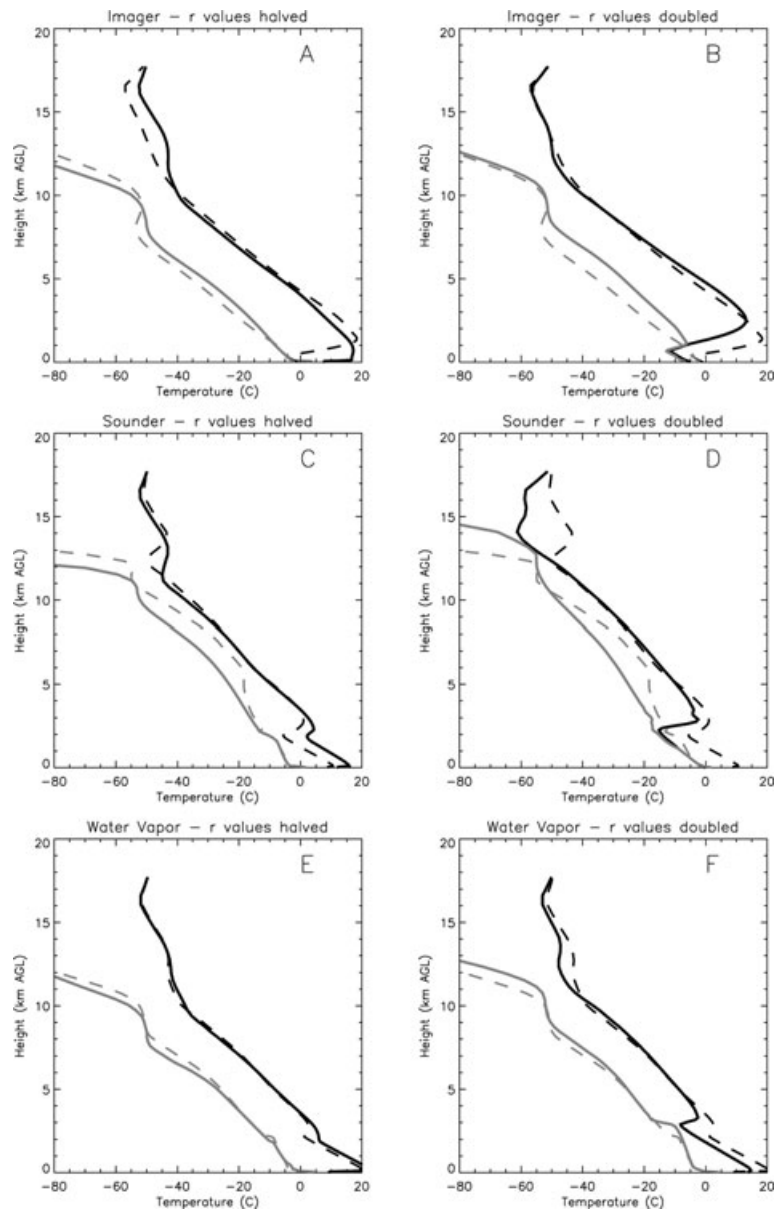 Imager – r values halved
A
20
15
10
5
0
Height (km AGL)
−80 −60 −40 −20 0 20
Temperature (C)
Imager – r values doubled
B
20
15
10
5
0
Height (km AGL)
−80 −60 −40 −20 0 20
Temperature (C)
Sounder – r values halved
C
20
15
10
5
0
Height (km AGL)
−80 −60 −40 −20 0 20
Temperature (C)
Sounder – r values doubled
D
20
15
10
5
0
Height (km AGL)
−80 −60 −40 −20 0 20
Temperature (C)
Water Vapor – r values halved
E
20
15
10
5
0
Height (km AGL)
−80 −60 −40 −20 0 20
Temperature (C)
Water Vapor – r values doubled
F
20
15
10
5
0
Height (km AGL)
−80 −60 −40 −20 0 20
Temperature (C)